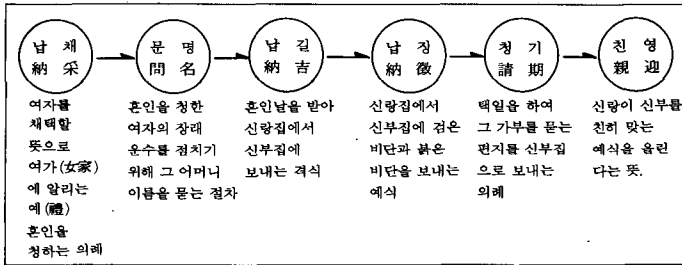 납 채 문 명 납 길 납 장 청 기 친 영
納 采 問 名 納 吉 納 徵 請 期 親 迎
여자를
채택할
뜻으로
여가(女家)
에 알리는
예(禮)
혼인을
청하는 의례
혼인을 청한
여자의 장래
운수를 점치기
위해 그 어머니
이름을 묻는 절차
혼인날을 받아
신랑집에서
신부집에
보내는 격식
신랑집에서
신부집에 검은
비단과 붉은
비단을 보내는
예식
택일을 하여
그 가부를 묻는
편지를 신부집
으로 보내는
의례
신랑이 신부를
친히 맞는
예식을 올린
다는 뜻.